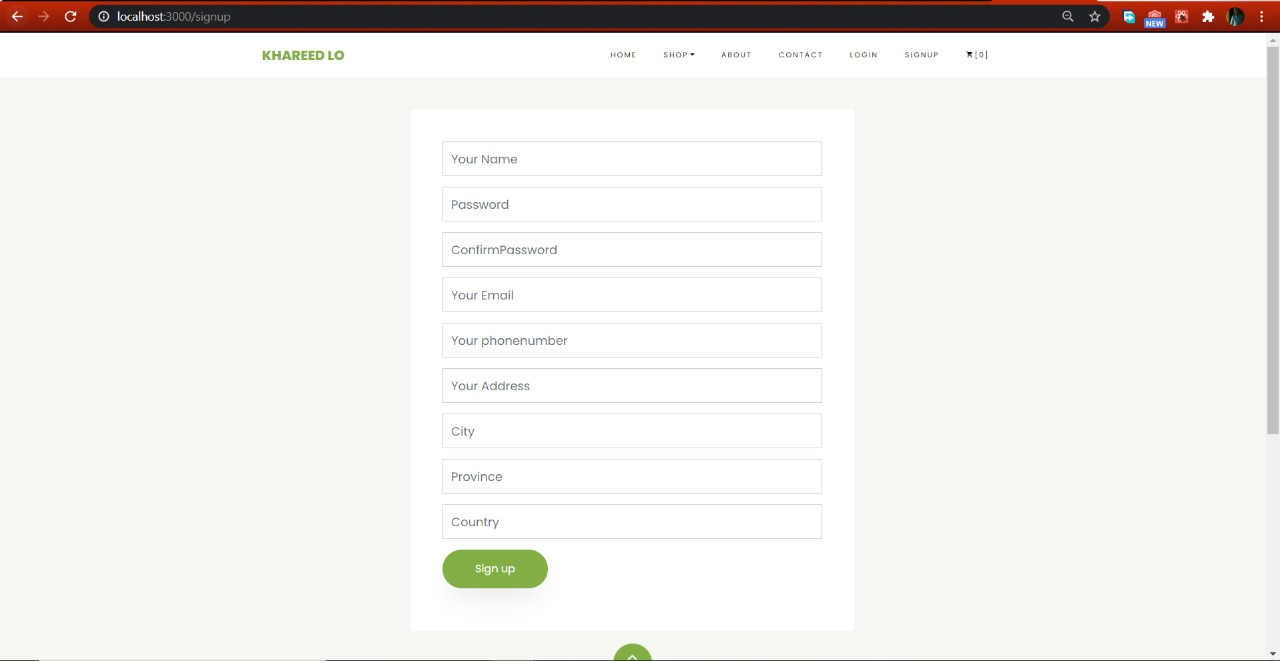 localhost:3000/signup
NEW
KHAREED LO
HOME SHOP ABOUT CONTACT LOGIN SIGNUP [0]
Your Name
Password
ConfirmPassword
Your Email
Your phonenumber
Your Address
City
Province
Country
Sign up